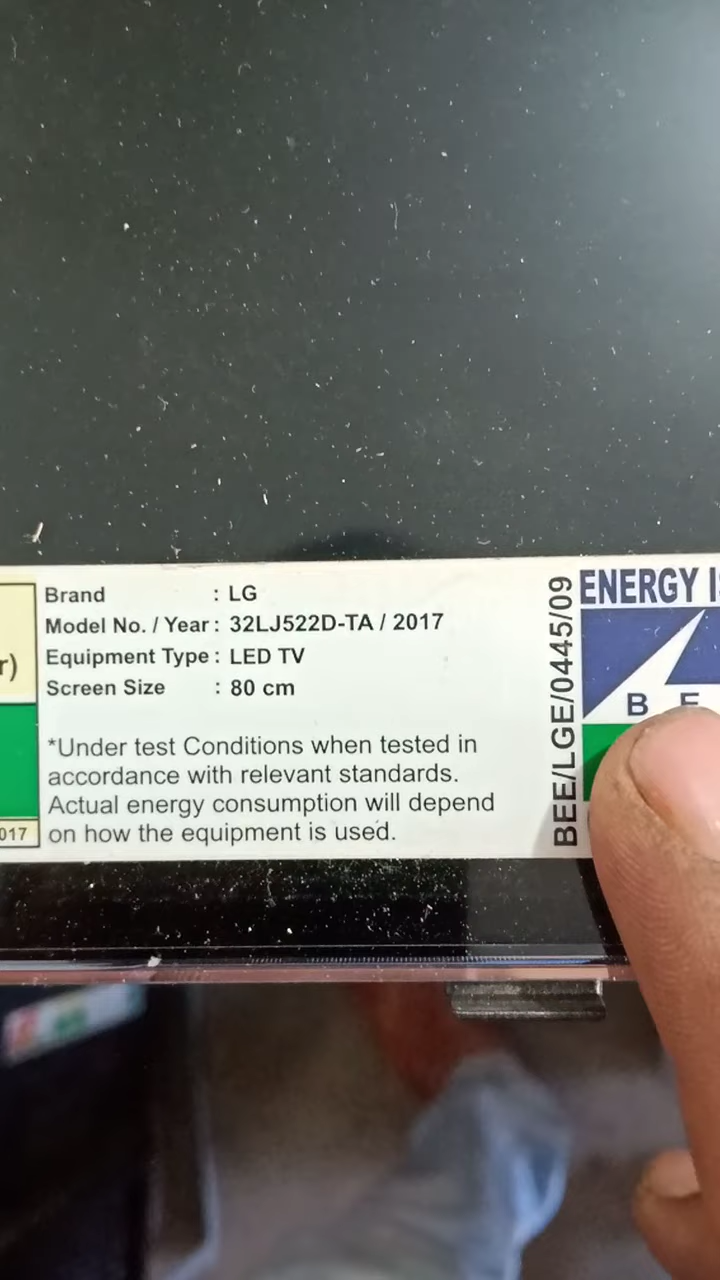 Brand : LG
Model No. / Year : 32LJ522D-TA / 2017
Equipment Type : LED TV
Screen Size : 80 cm
*Under test Conditions when tested in
accordance with relevant standards.
Actual energy consumption will depend
on how the equipment is used.
r)
017
BEE/LGE/0445/09
ENERGY I
B E